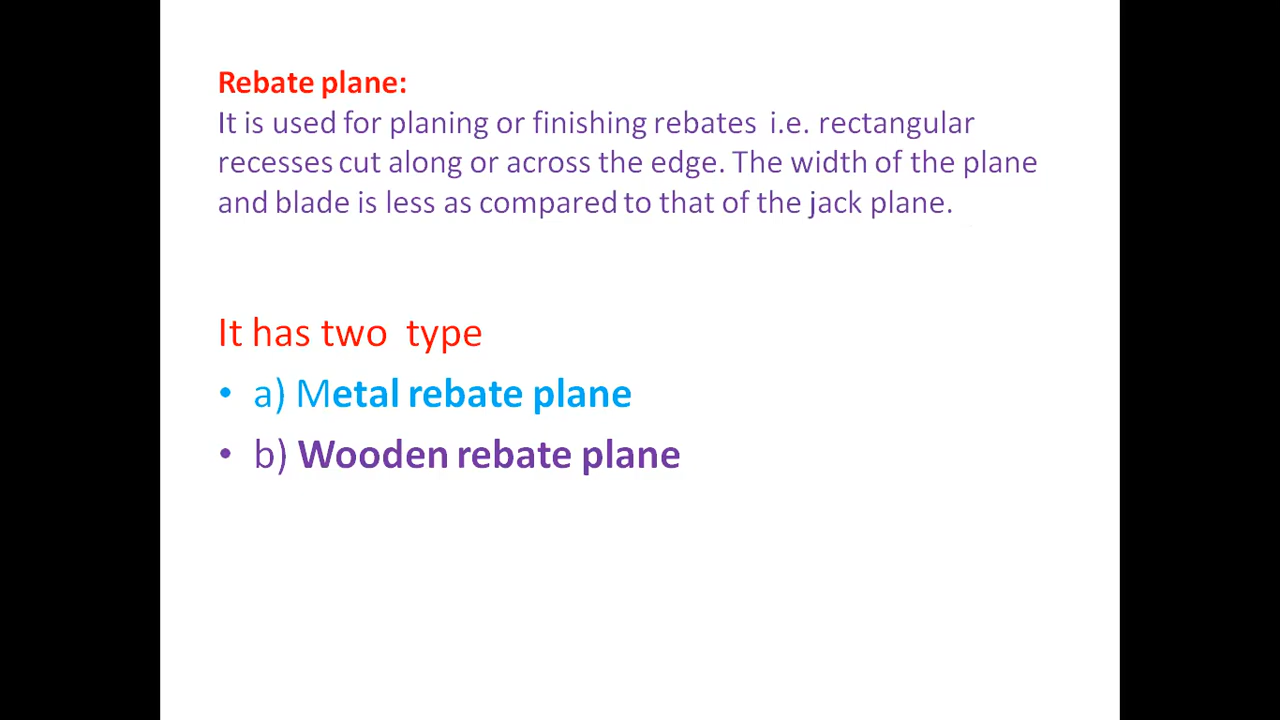 Rebate plane:
It is used for planing or finishing rebates  i.e. rectangular
recesses cut along or across the edge. The width of the plane
and blade is less as compared to that of the jack plane.
It has two  type
• a) Metal rebate plane
• b) Wooden rebate plane